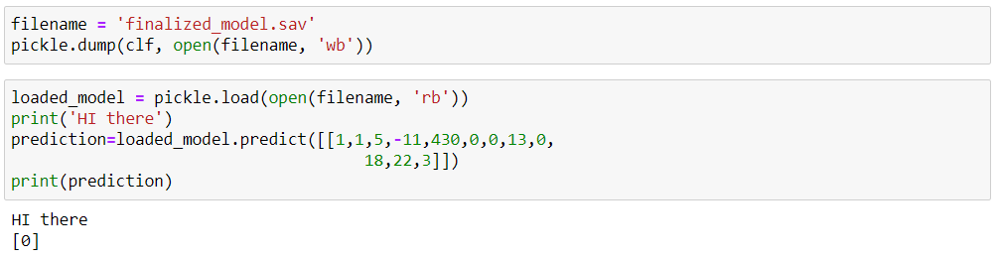 filename = 'finalized_model.sav'
pickle.dump(clf, open(filename, 'wb'))
loaded_model = pickle.load(open(filename, 'rb'))
print('HI there')
prediction=loaded_model.predict([[1,1,5,-11,430,0,0,13,0,
18,22,3]])
print(prediction)
HI there
[0]